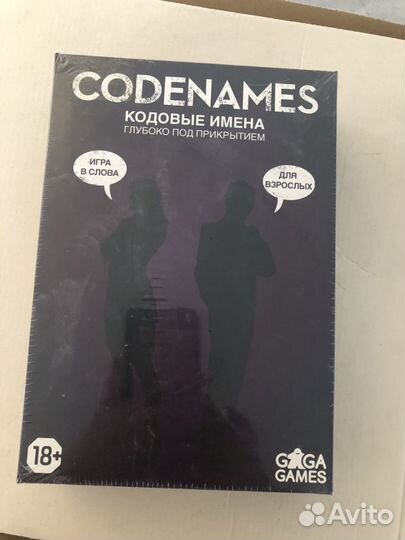 CODENAMES
КОДОВЫЕ ИМЕНА
ГЛУБОКО ПОД ПРИКРЫТИЕМ
ИГРА
В СЛОВА
ДЛЯ
ВЗРОСЛЫХ
18+
GAGA
GAMES
Avito